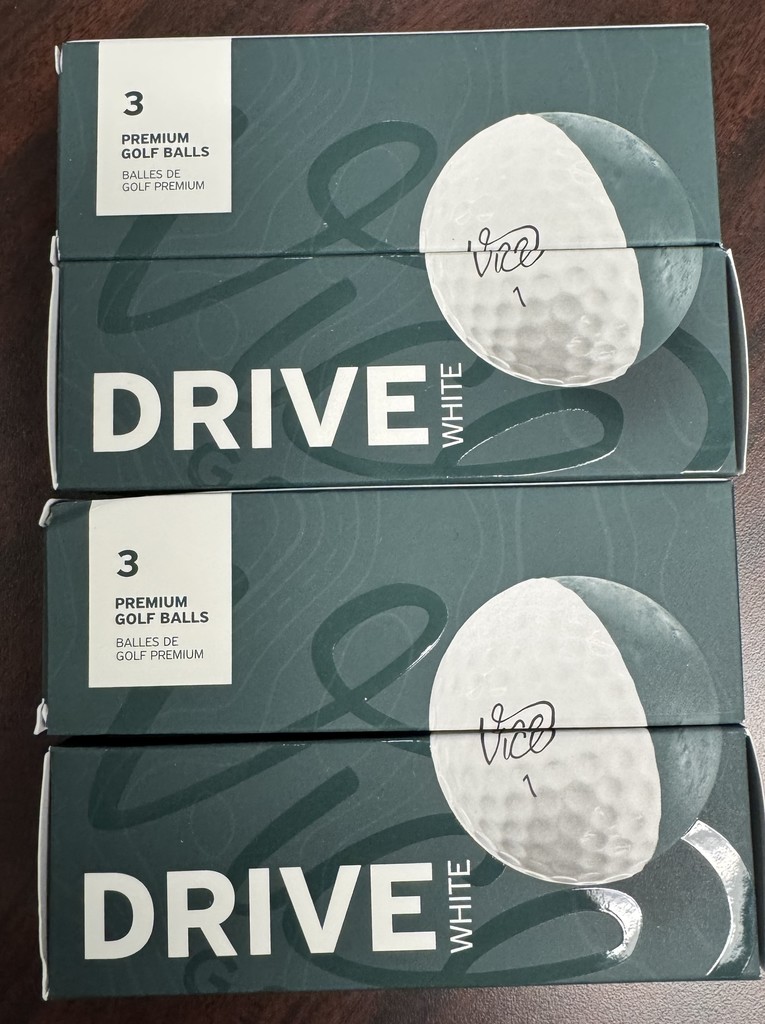 3
PREMIUM
GOLF BALLS
BALLES DE
GOLF PREMIUM
Vice
1
DRIVE WHITE
3
PREMIUM
GOLF BALLS
BALLES DE
GOLF PREMIUM
Vice
1
DRIVE WHITE